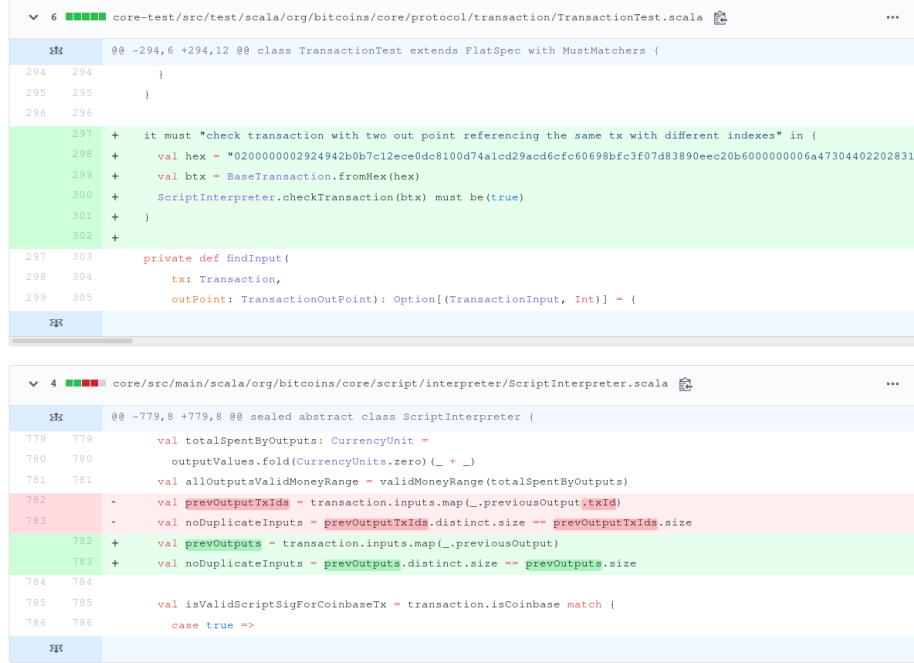 6 core-test/src/test/scala/org/bitcoins/core/protocol/transaction/TransactionTest.scala
@@ -294,6 +294,12 @@ class TransactionTest extends FlatSpec with MustMatchers {
294 294 }
295 295 )
296 296
297 + it must "check transaction with two out point referencing the same tx with different indexes" in {
298 + val hex = "0200000002924942b0b7c12ece0dc8100d74a1cd29acd6cfc60698bfc3f07d83890eec20b6000000006a47304402202831
299 + val btx = BaseTransaction.fromHex(hex)
300 + ScriptInterpreter.checkTransaction(btx) must be(true)
301 + }
302 +
297 303 private def findInput(
298 304 tx: Transaction,
299 305 outPoint: TransactionOutPoint): Option[(TransactionInput, Int)] = {
4 core/src/main/scala/org/bitcoins/core/script/interpreter/ScriptInterpreter.scala
@@ -779,8 +779,8 @@ sealed abstract class ScriptInterpreter {
779 779 val totalSpentByOutputs: CurrencyUnit =
780 780 outputValues.fold(CurrencyUnits.zero)(_ + _)
781 781 val allOutputsValidMoneyRange = validMoneyRange(totalSpentByOutputs)
782 - val prevOutputTxIds = transaction.inputs.map(_.previousOutput.txId)
783 - val noDuplicateInputs = prevOutputTxIds.distinct.size == prevOutputTxIds.size
782 + val prevOutputs = transaction.inputs.map(_.previousOutput)
783 + val noDuplicateInputs = prevOutputs.distinct.size == prevOutputs.size
784 784
785 785 val isValidScriptSigForCoinbaseTx = transaction.isCoinbase match {
786 786 case true =>